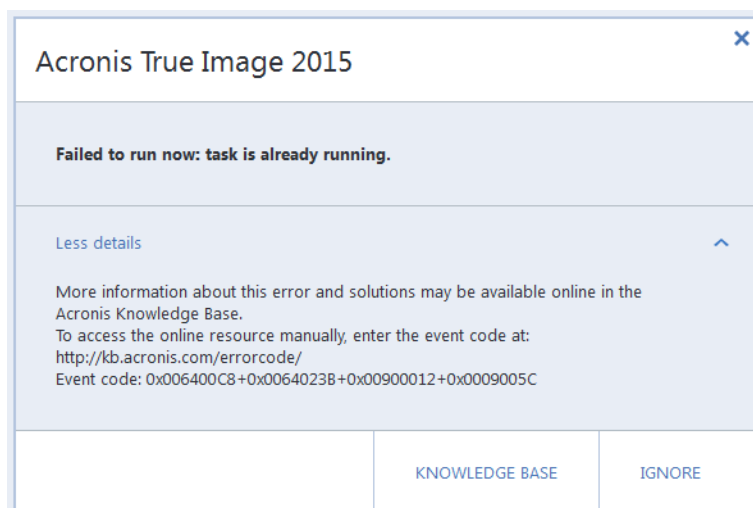 Acronis True Image 2015
Failed to run now: task is already running.
Less details
More information about this error and solutions may be available online in the
Acronis Knowledge Base.
To access the online resource manually, enter the event code at:
http://kb.acronis.com/errorcode/
Event code: 0x006400C8+0x0064023B+0x00900012+0x0009005C
KNOWLEDGE BASE
IGNORE